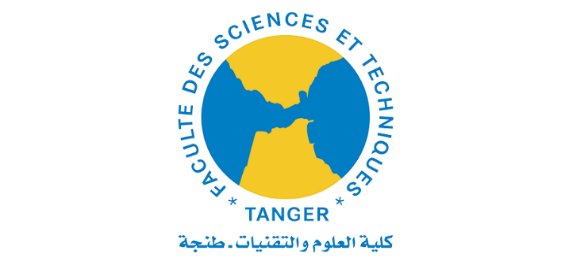 * FACULTE DES SCIENCES ET TECHNIQUES *
TANGER
كلية العلوم والتقنيات - طنجة